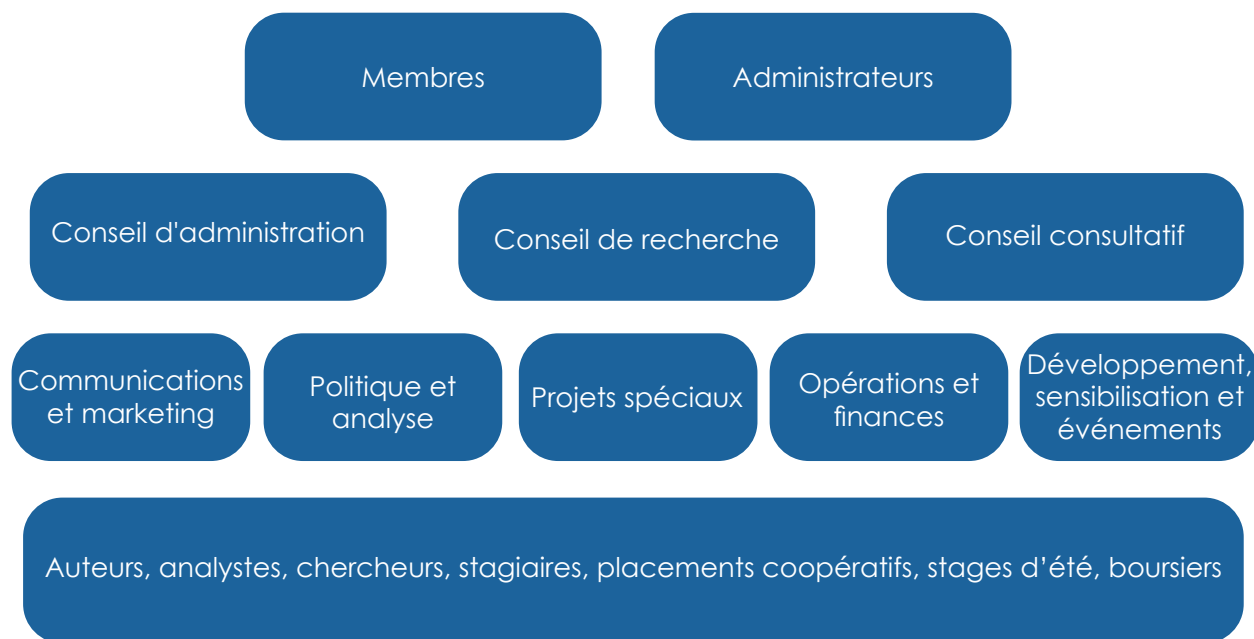 Membres
Administrateurs
Conseil d'administration
Conseil de recherche
Conseil consultatif
Communications
et marketing
Politique et
analyse
Projets spéciaux
Opérations et
finances
Développement,
sensibilisation et
événements
Auteurs, analystes, chercheurs, stagiaires, placements coopératifs, stages d’été, boursiers